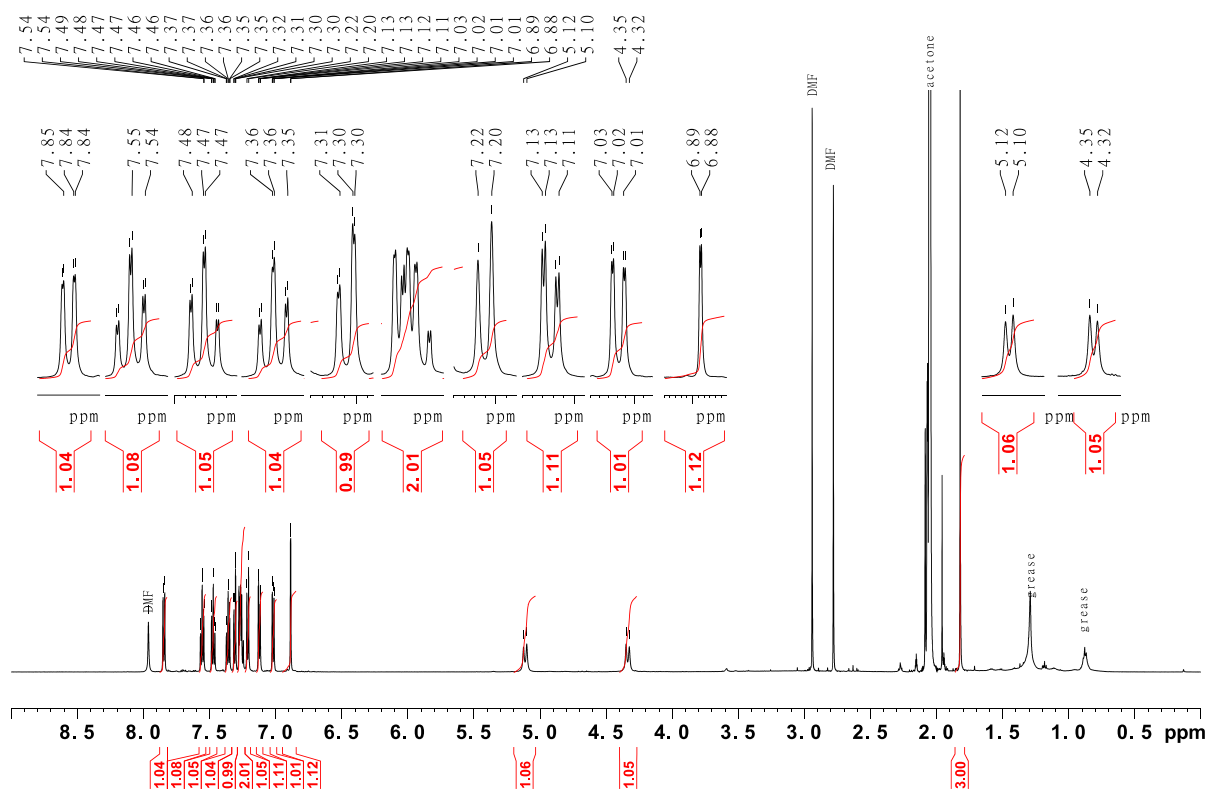 7.54 7.54 7.49 7.48 7.47 7.47 7.46 7.46 7.37 7.37 7.36 7.36 7.35 7.35 7.32 7.31 7.30 7.30 7.22 7.20 7.13 7.13 7.12 7.11 7.03 7.02 7.01 7.01 6.89 6.88 5.12 5.10 4.35 4.32
DMF
DMF
acetone
7.85 7.84 7.84 7.55 7.54 7.48 7.47 7.47 7.36 7.36 7.35 7.31 7.30 7.30 7.22 7.20 7.13 7.13 7.11 7.03 7.02 7.01 6.89 6.88 5.12 5.10 4.35 4.32
ppm ppm ppm ppm ppm ppm ppm ppm ppm ppm ppm ppm
1.04 1.08 1.05 1.04 0.99 2.01 1.05 1.11 1.01 1.12 1.06 1.05
DMF
grease
grease
8.5 8.0 7.5 7.0 6.5 6.0 5.5 5.0 4.5 4.0 3.5 3.0 2.5 2.0 1.5 1.0 0.5 ppm
1.04 1.08 1.05 1.04 0.99 2.01 1.05 1.11 1.01 1.12 1.06 1.05 3.00